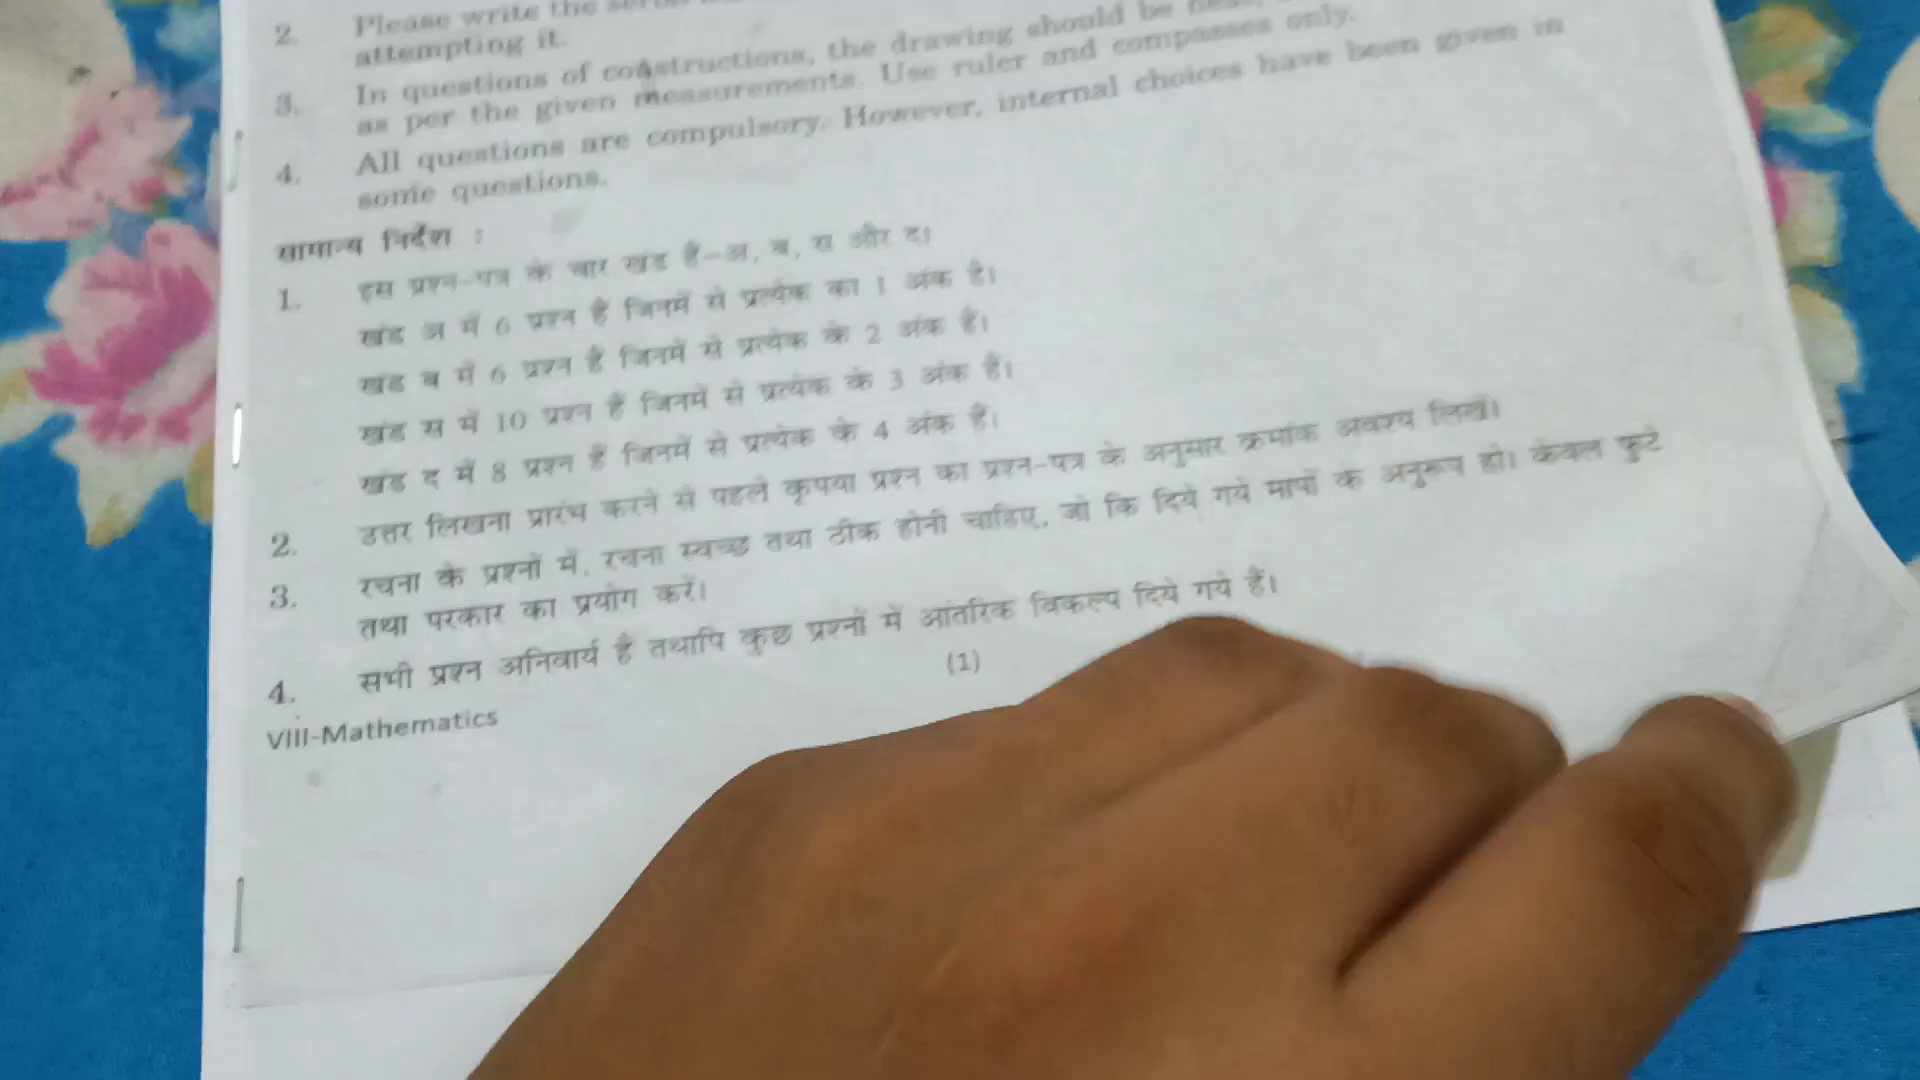 2. Please write the
attempting it.
3. In questions of constructions, the drawing should be
as per the given measurements. Use ruler and compasses only.
4. All questions are compulsory. However, internal choices have been given in
some questions.
सामान्य निर्देश :
1. इस प्रश्न-पत्र के चार खंड हैं-अ, ब, स और द।
खंड अ में 6 प्रश्न हैं जिनमें से प्रत्येक का 1 अंक है।
खंड ब में 6 प्रश्न हैं जिनमें से प्रत्येक के 2 अंक हैं।
खंड स में 10 प्रश्न हैं जिनमें से प्रत्येक के 3 अंक हैं।
खंड द में 8 प्रश्न हैं जिनमें से प्रत्येक के 4 अंक हैं।
2. उत्तर लिखना प्रारंभ करने से पहले कृपया प्रश्न का प्रश्न-पत्र के अनुसार क्रमांक अवश्य लिखें।
3. रचना के प्रश्नों में, रचना स्वच्छ तथा ठीक होनी चाहिए, जो कि दिये गये मापों के अनुरूप हो। केवल फुटे
तथा परकार का प्रयोग करें।
4. सभी प्रश्न अनिवार्य हैं तथापि कुछ प्रश्नों में आंतरिक विकल्प दिये गये हैं।
(1)
VIII-Mathematics